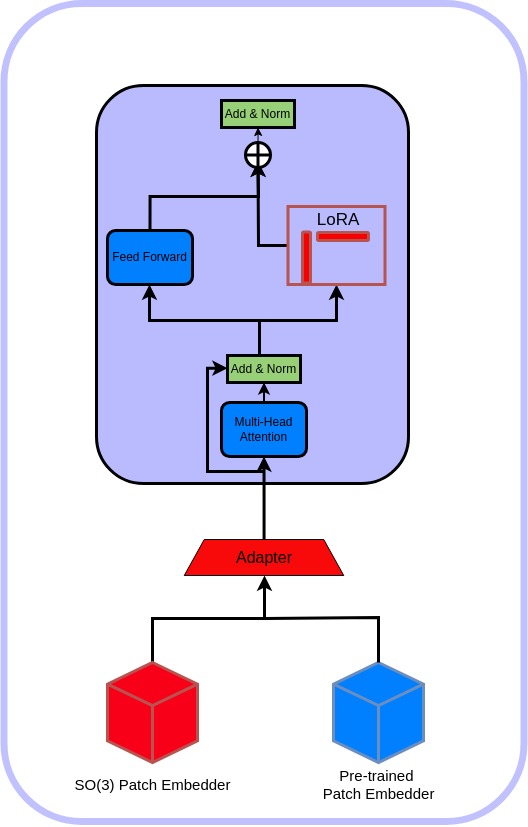 Add & Norm
LoRA
Feed Forward
Add & Norm
Multi-Head
Attention
Adapter
SO(3) Patch Embedder
Pre-trained
Patch Embedder